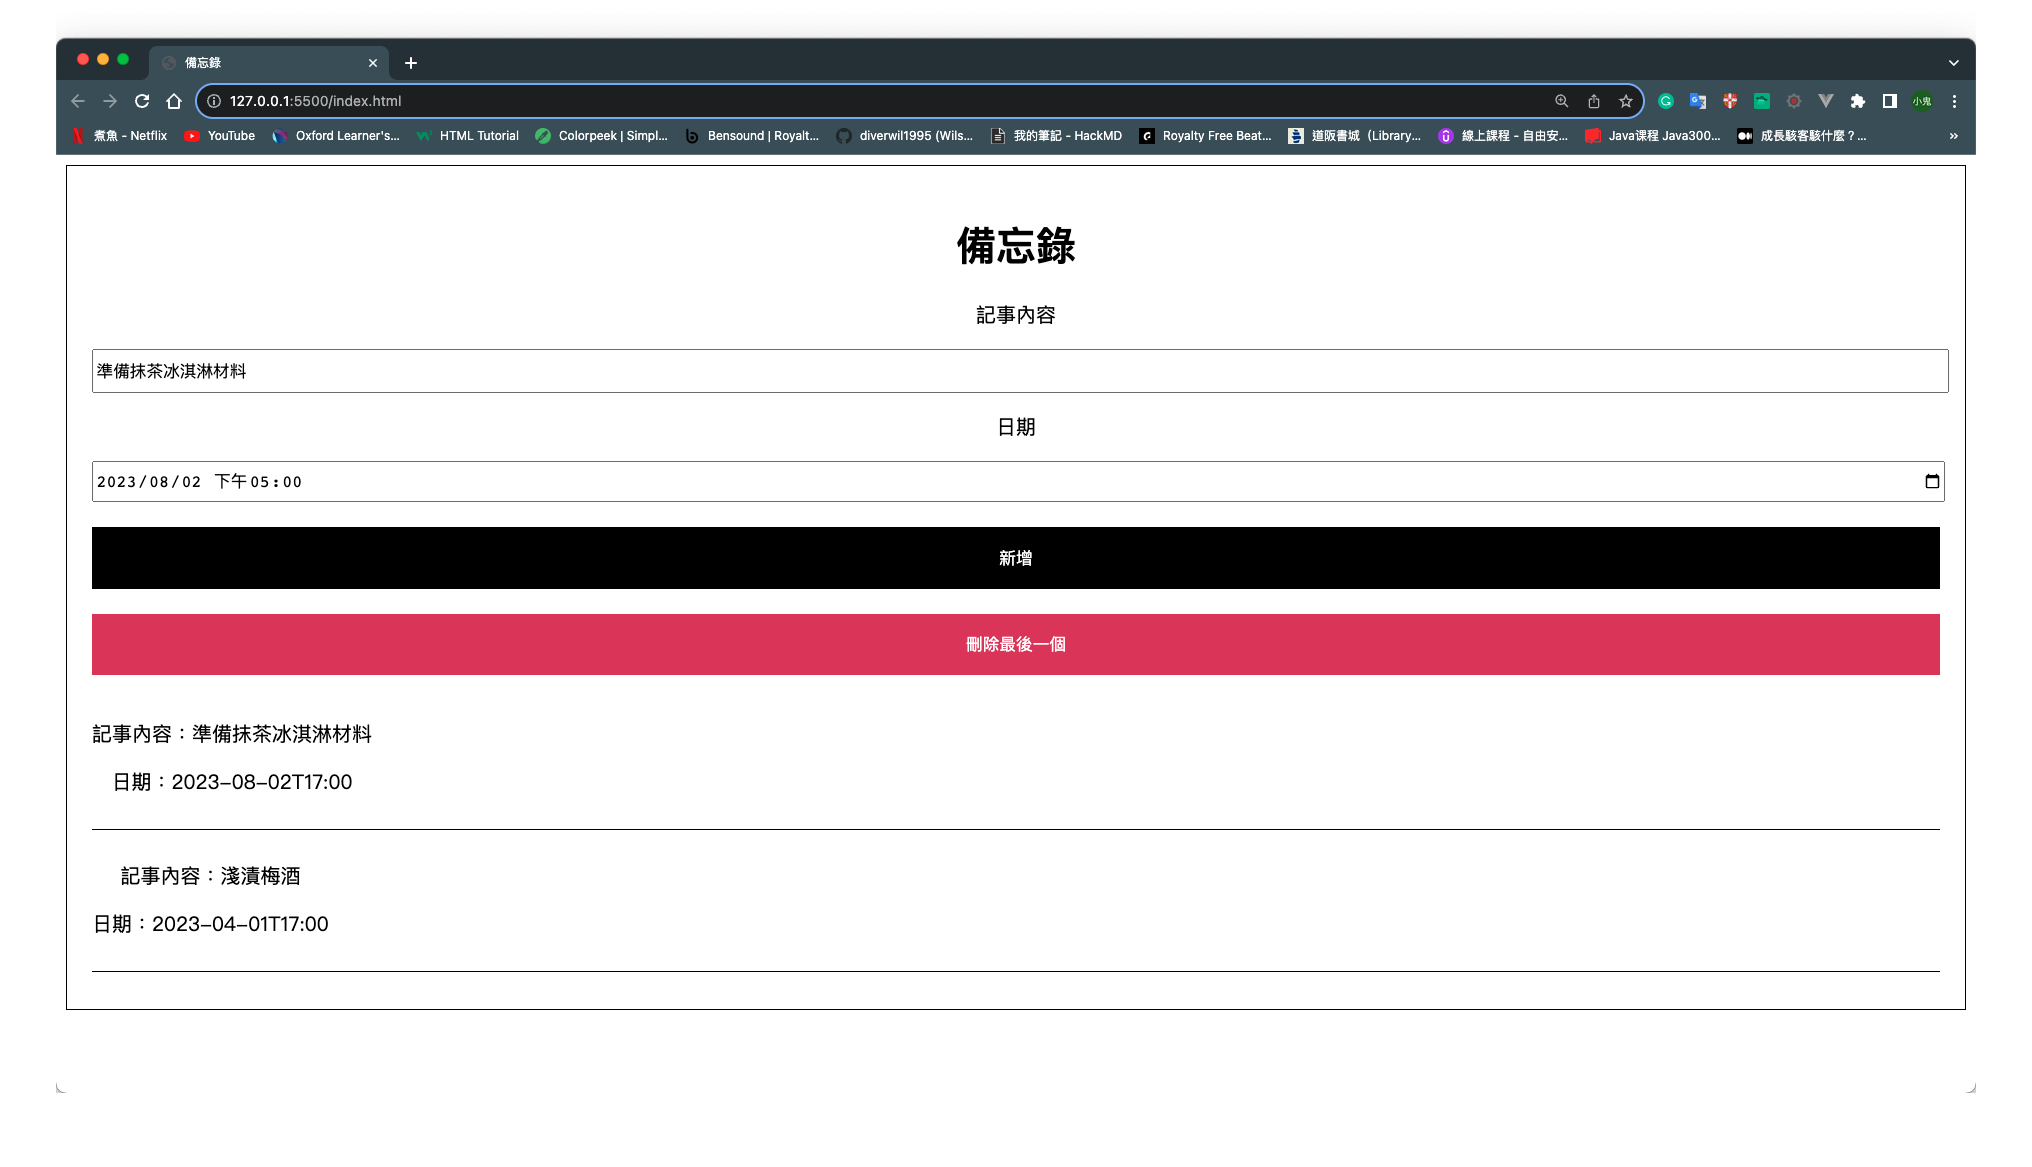 備忘錄
127.0.0.1:5500/index.html
小鬼
煮魚 - Netflix
YouTube
Oxford Learner's...
HTML Tutorial
Colorpeek | Simpl...
Bensound | Royalt...
diverwil1995 (Wils...
我的筆記 - HackMD
Royalty Free Beat...
道阪書城（Library...
線上課程 - 自由安...
Java课程 Java300...
成長駭客駭什麼？...
»
備忘錄
記事內容
準備抹茶冰淇淋材料
日期
2023/08/02 下午05:00
新增
刪除最後一個
記事內容：準備抹茶冰淇淋材料
日期：2023-08-02T17:00
記事內容：淺漬梅酒
日期：2023-04-01T17:00